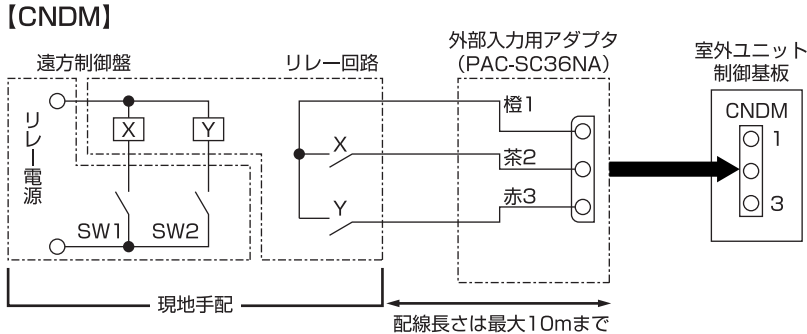 【CNDM】
遠方制御盤
リレー回路
外部入力用アダプタ
（PAC-SC36NA）
室外ユニット
制御基板
リレー電源
X
Y
SW1
SW2
X
Y
橙1
茶2
赤3
CNDM
1
3
現地手配
配線長さは最大10mまで